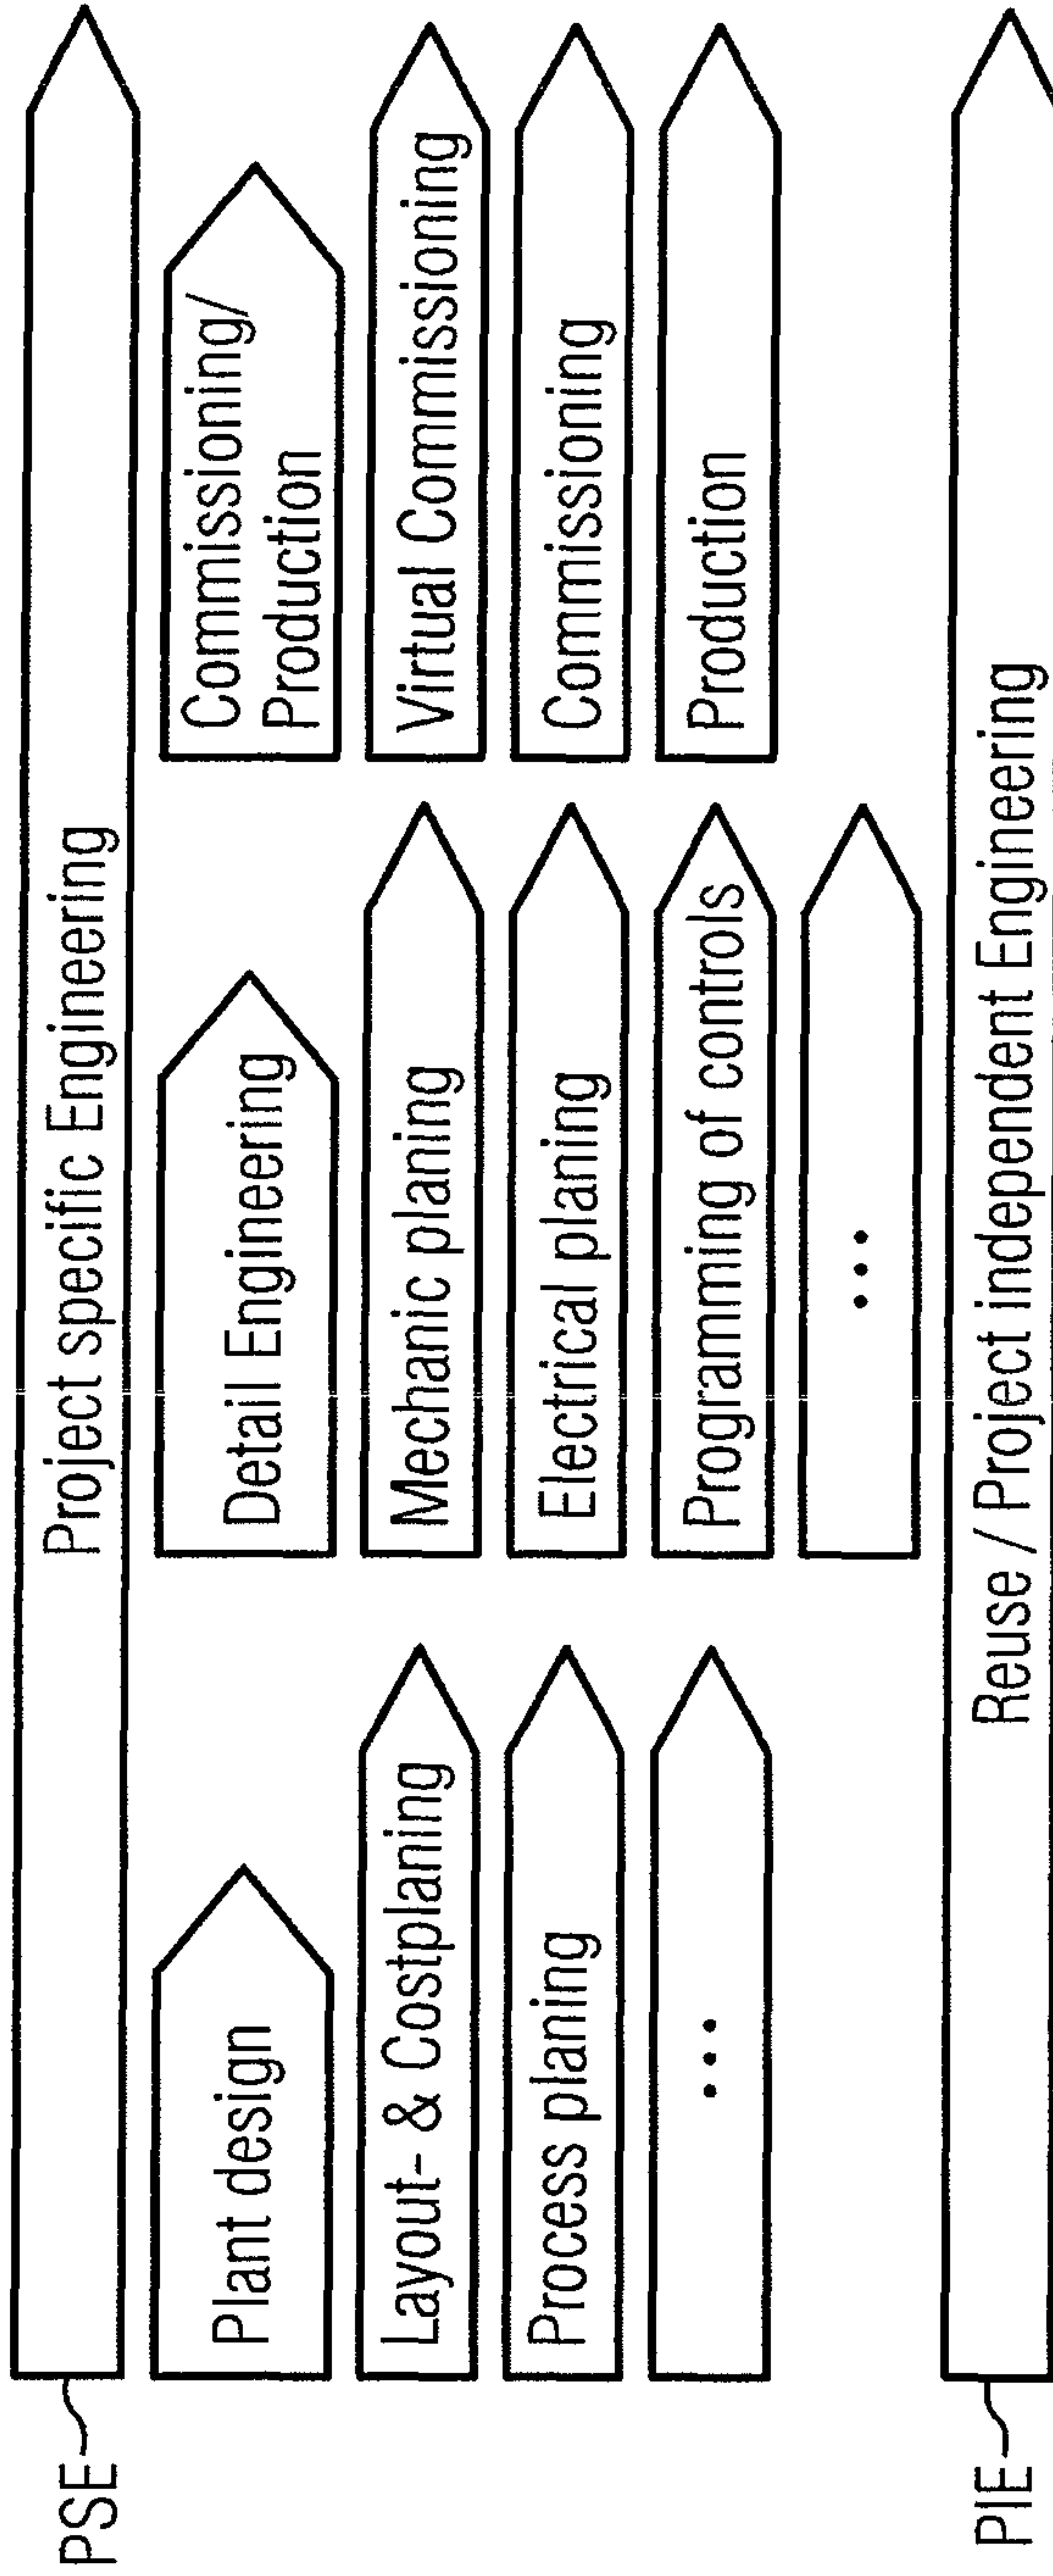 PSE
Project specific Engineering
Plant design
Layout- & Costplaning
Process planing
...
Detail Engineering
Mechanic planing
Electrical planing
Programming of controls
...
Commissioning/
Production
Virtual Commissioning
Commissioning
Production
PIE
Reuse / Project independent Engineering